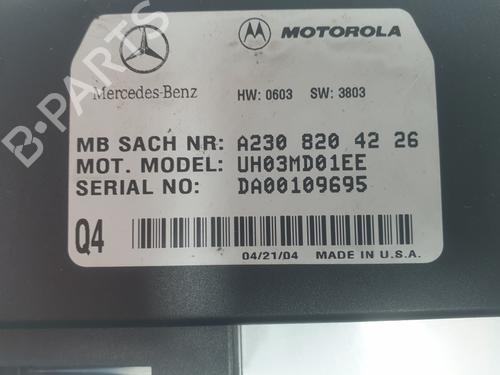 MOTOROLA
Mercedes-Benz HW: 0603 SW: 3803
MB SACH NR: A230 820 42 26
MOT. MODEL: UH03MD01EE
SERIAL NO: DA00109695
Q4
04/21/04 MADE IN U.S.A.
B-PARTS